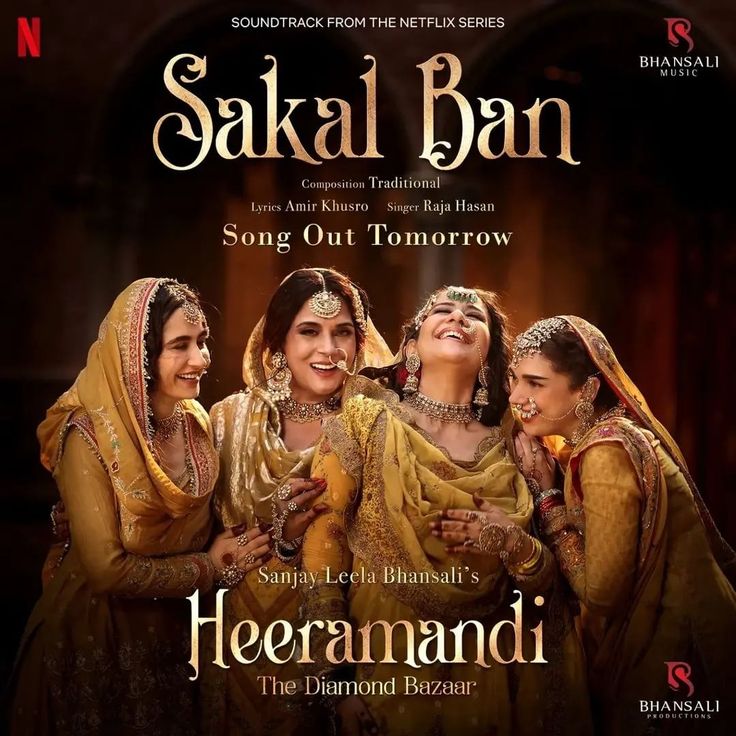 SOUNDTRACK FROM THE NETFLIX SERIES
N
BHANSALI
MUSIC
Sakal Ban
Composition Traditional
Lyrics Amir Khusro Singer Raja Hasan
Song Out Tomorrow
Sanjay Leela Bhansali's
Heeramandi
The Diamond Bazaar
BHANSALI
PRODUCTIONS